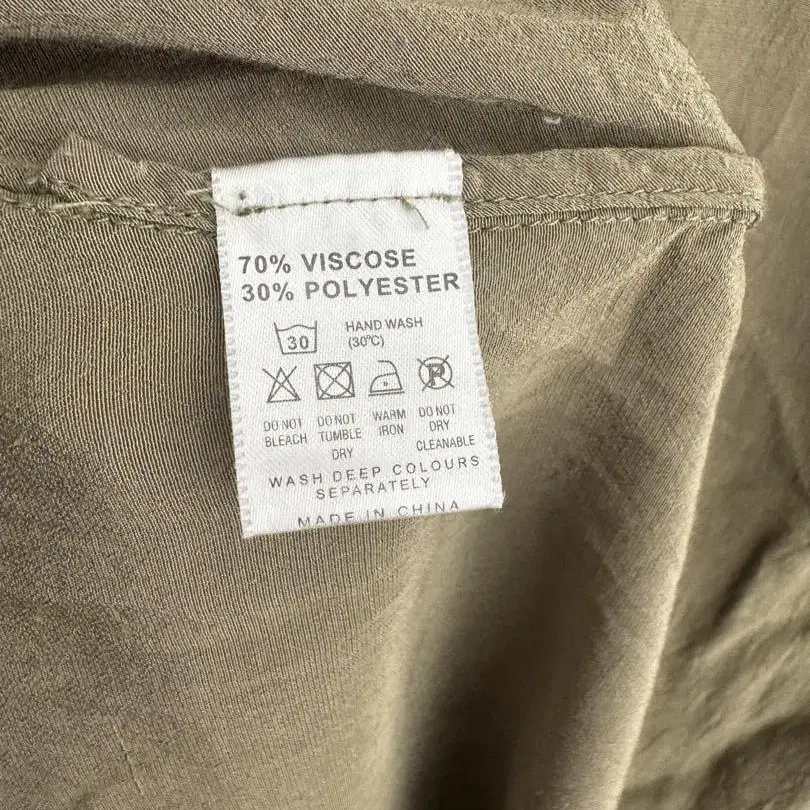 70% VISCOSE
30% POLYESTER
30 HAND WASH
(30°C)
P
DO NOT DO NOT WARM DO NOT
BLEACH TUMBLE IRON DRY
DRY CLEANABLE
WASH DEEP COLOURS
SEPARATELY
MADE IN CHINA